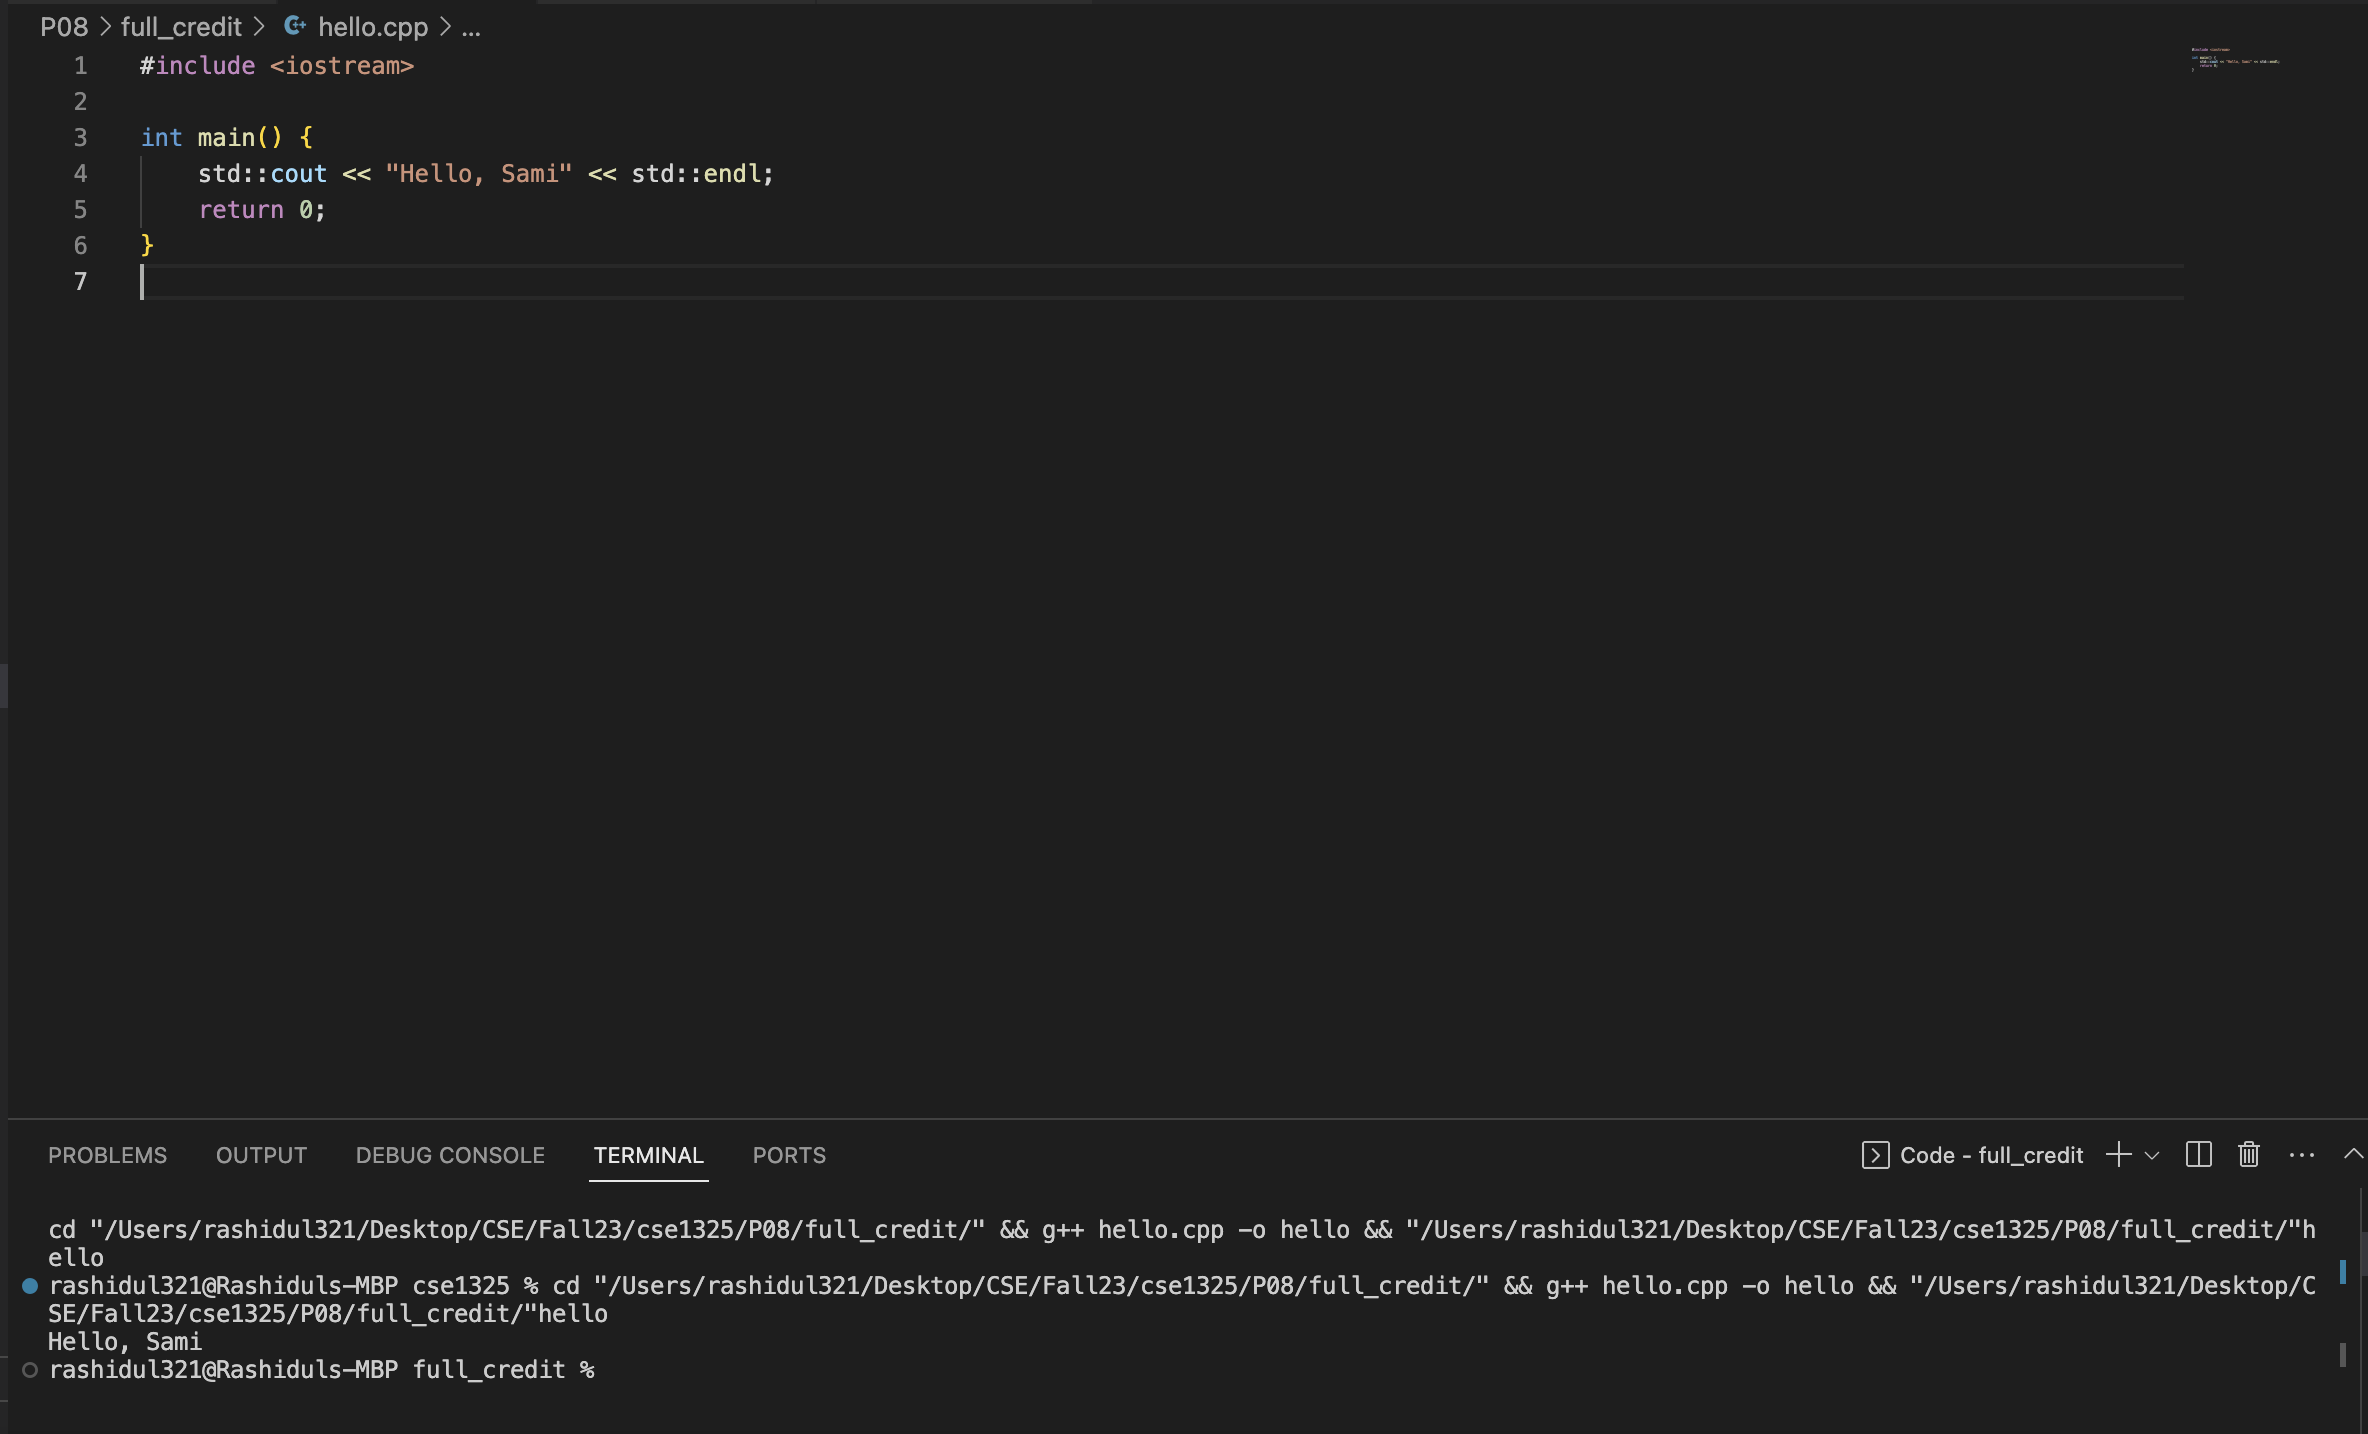 P08 > full_credit > hello.cpp > ...
1 #include <iostream>
2
3 int main() {
4     std::cout << "Hello, Sami" << std::endl;
5     return 0;
6 }
7
PROBLEMS OUTPUT DEBUG CONSOLE TERMINAL PORTS Code - full_credit
cd "/Users/rashidul321/Desktop/CSE/Fall23/cse1325/P08/full_credit/" && g++ hello.cpp -o hello && "/Users/rashidul321/Desktop/CSE/Fall23/cse1325/P08/full_credit/"h
ello
rashidul321@Rashiduls-MBP cse1325 % cd "/Users/rashidul321/Desktop/CSE/Fall23/cse1325/P08/full_credit/" && g++ hello.cpp -o hello && "/Users/rashidul321/Desktop/C
SE/Fall23/cse1325/P08/full_credit/"hello
Hello, Sami
rashidul321@Rashiduls-MBP full_credit %